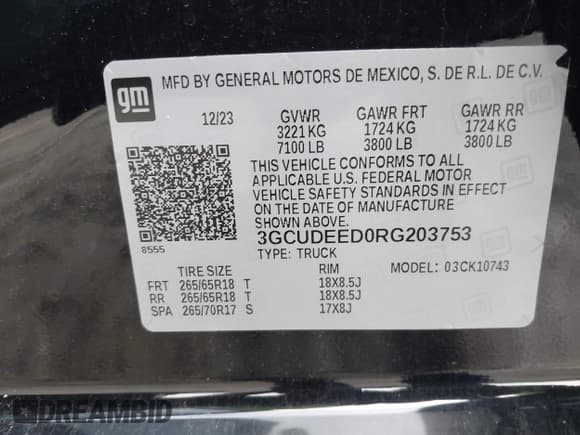 gm
MFD BY GENERAL MOTORS DE MEXICO, S. DE R.L. DE C.V.
12/23 GVWR GAWR FRT GAWR RR
3221 KG 1724 KG 1724 KG
7100 LB 3800 LB 3800 LB
THIS VEHICLE CONFORMS TO ALL
APPLICABLE U.S. FEDERAL MOTOR
VEHICLE SAFETY STANDARDS IN EFFECT
ON THE DATE OF MANUFACTURE
SHOWN ABOVE.
8555
3GCUDEED0RG203753
TYPE: TRUCK MODEL: 03CK10743
TIRE SIZE RIM
FRT 265/65R18 T 18X8.5J
RR 265/65R18 T 18X8.5J
SPA 265/70R17 S 17X8J
DREAMBID